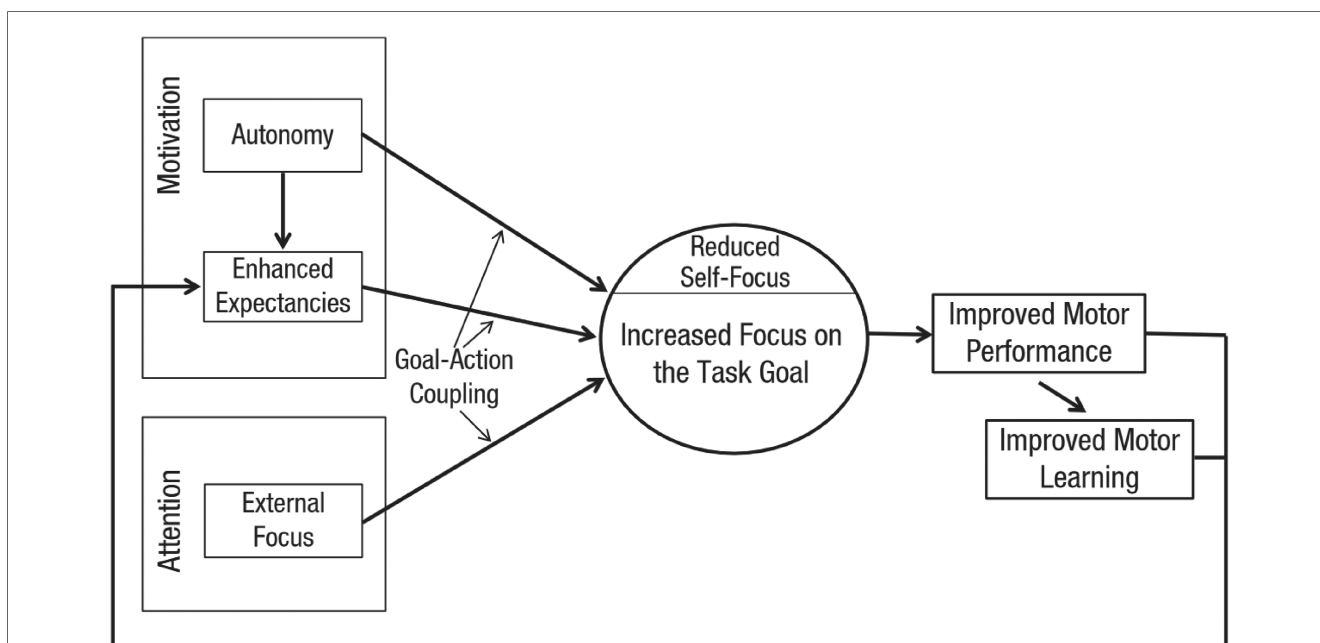 Motivation
Autonomy
Enhanced
Expectancies
Goal-Action
Coupling
Attention
External
Focus
Reduced
Self-Focus
Increased Focus on
the Task Goal
Improved Motor
Performance
Improved Motor
Learning